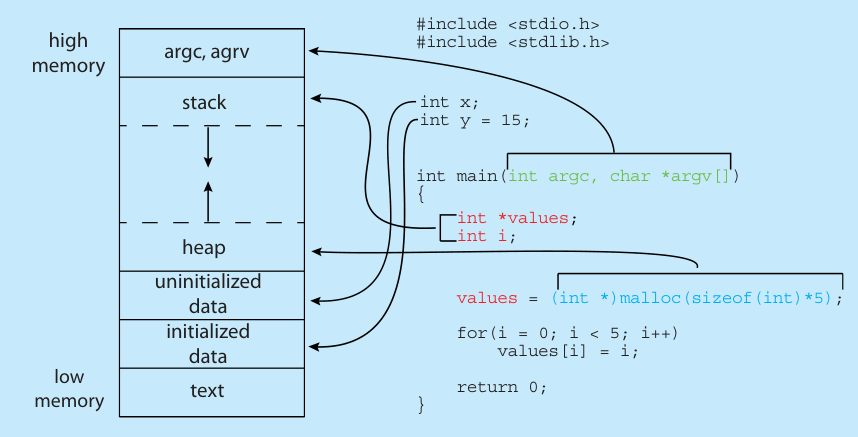 high
memory
argc, agrv
stack
heap
uninitialized
data
initialized
data
text
low
memory
#include <stdio.h>
#include <stdlib.h>
int x;
int y = 15;
int main(int argc, char *argv[])
{
int *values;
int i;
values = (int *)malloc(sizeof(int)*5);
for(i = 0; i < 5; i++)
values[i] = i;
return 0;
}